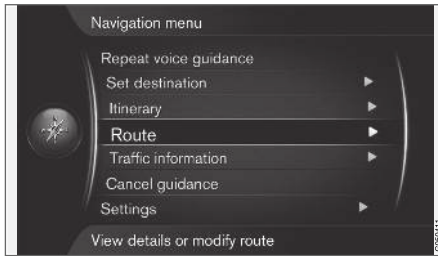 Navigation menu
Repeat voice guidance
Set destination
Itinerary
Route
Traffic information
Cancel guidance
Settings
View details or modify route